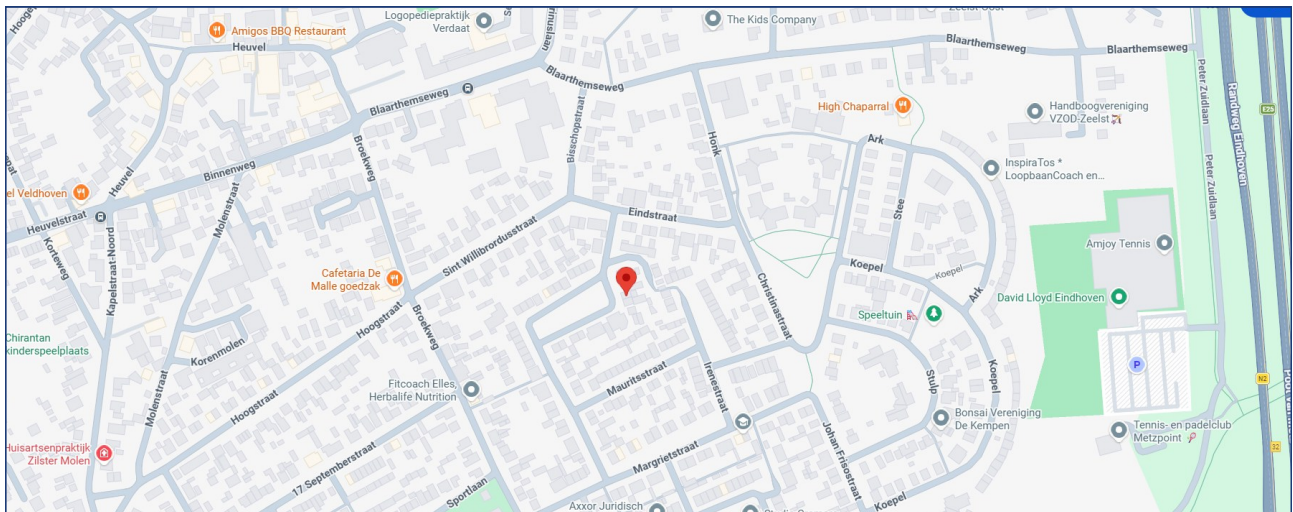 Logopediepraktijk
Verdaat
The Kids Company
Amigos BBQ Restaurant
Heuvel
Blaarthemseweg
Blaarthemseweg
Blaarthemseweg
Peter Zuidlaan
Randweg Eindhoven
E25
High Chaparral
Handboogvereniging
VZOD-Zeelst
Blaarthemseweg
Bisschopstraat
Honk
Ark
Broekweg
InspiraTos *
LoopbaanCoach en...
Binnenweg
Heuvel
el Veldhoven
Heuvelstraat
Molenstraat
Stee
Peter Zuidlaan
Eindstraat
Sint Willibrordusstraat
Korteweg
Kapelstraat-Noord
Amjoy Tennis
Cafetaria De
Malle goedzak
Koepel
Koepel
Ark
David Lloyd Eindhoven
Christinastraat
Speeltuin
Chirantan
kinderspeelplaats
Hoogstraat
Broekweg
Korenmolen
P
Koepel
Mauritsstraat
Irenestraat
Stulp
N2
Fitcoach Elles,
Herbalife Nutrition
Molenstraat
Hoogstraat
Bonsai Vereniging
De Kempen
Tennis- en padelclub
Metzpoint
Huisartsenpraktijk
Zilster Molen
Johan Frisostraat
Margrietstraat
17 Septemberstraat
Sportlaan
Koepel
Axxor Juridisch